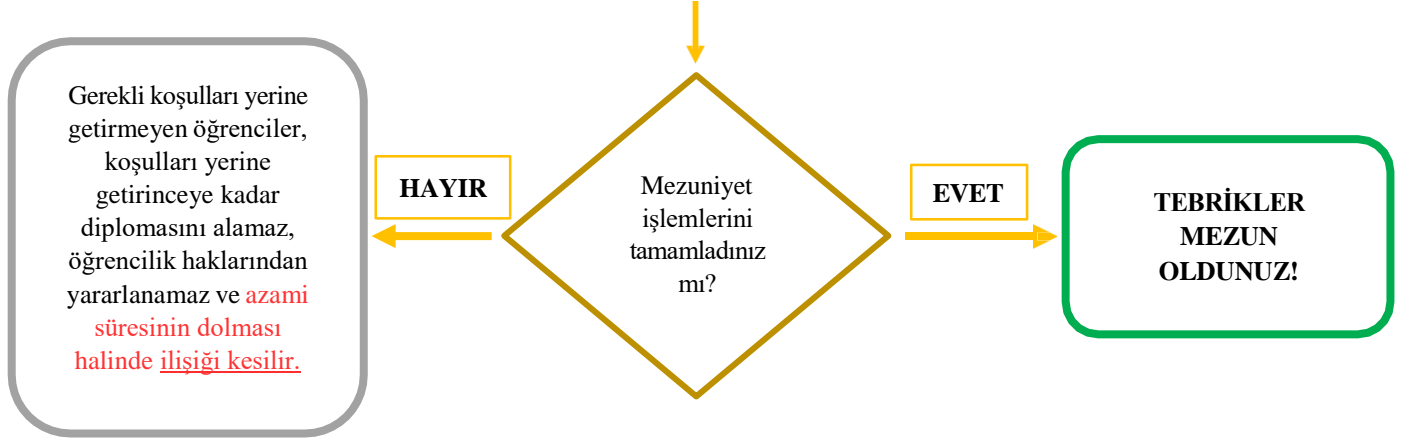 Gerekli koşulları yerine
getirmeyen öğrenciler,
koşulları yerine
getirinceye kadar
diplomasını alamaz,
öğrencilik haklarından
yararlanamaz ve azami
süresinin dolması
halinde ilişiği kesilir.
HAYIR
Mezuniyet
işlemlerini
tamamladınız
mı?
EVET
TEBRİKLER
MEZUN
OLDUNUZ!